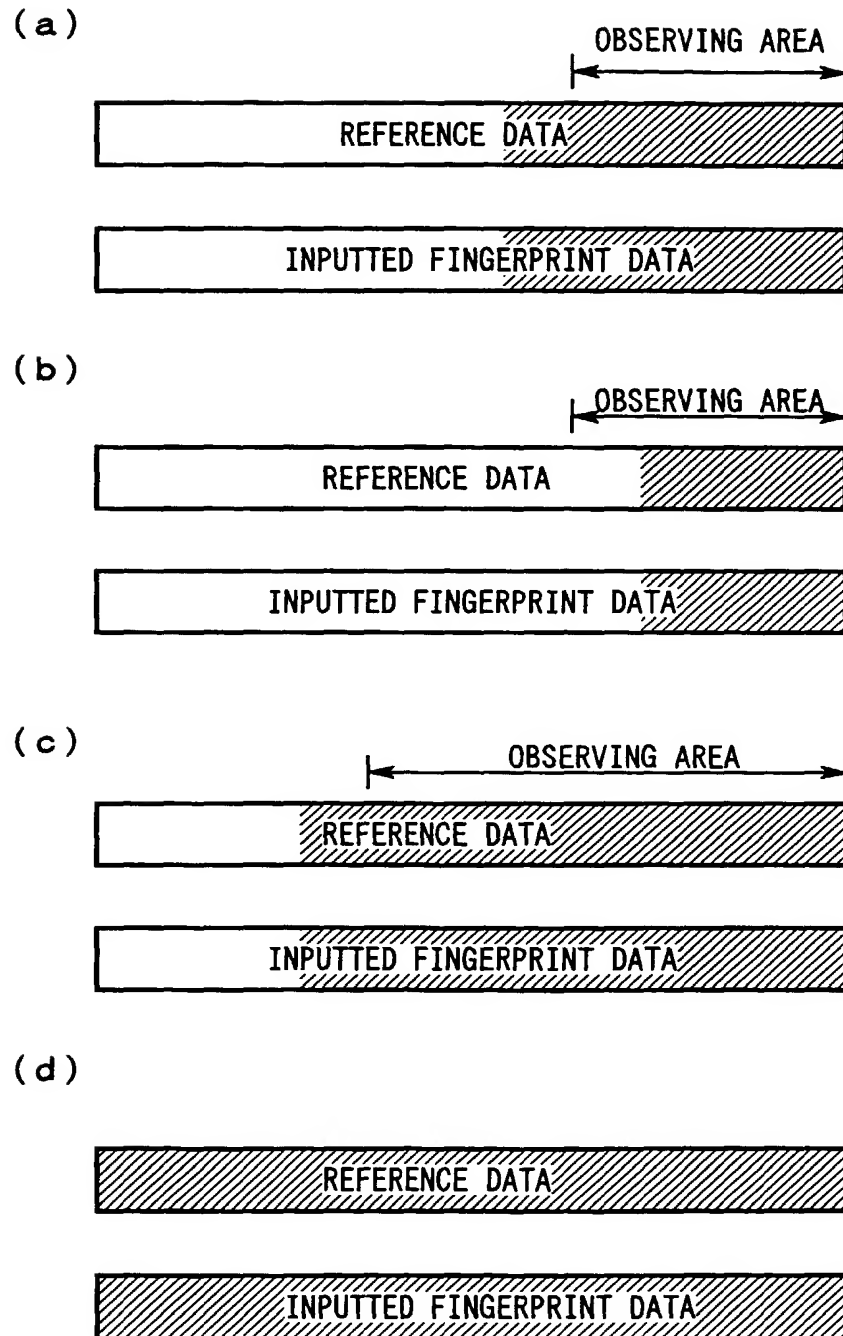 (a)
OBSERVING AREA
REFERENCE DATA
INPUTTED FINGERPRINT DATA
(b)
OBSERVING AREA
REFERENCE DATA
INPUTTED FINGERPRINT DATA
(c)
OBSERVING AREA
REFERENCE DATA
INPUTTED FINGERPRINT DATA
(d)
REFERENCE DATA
INPUTTED FINGERPRINT DATA